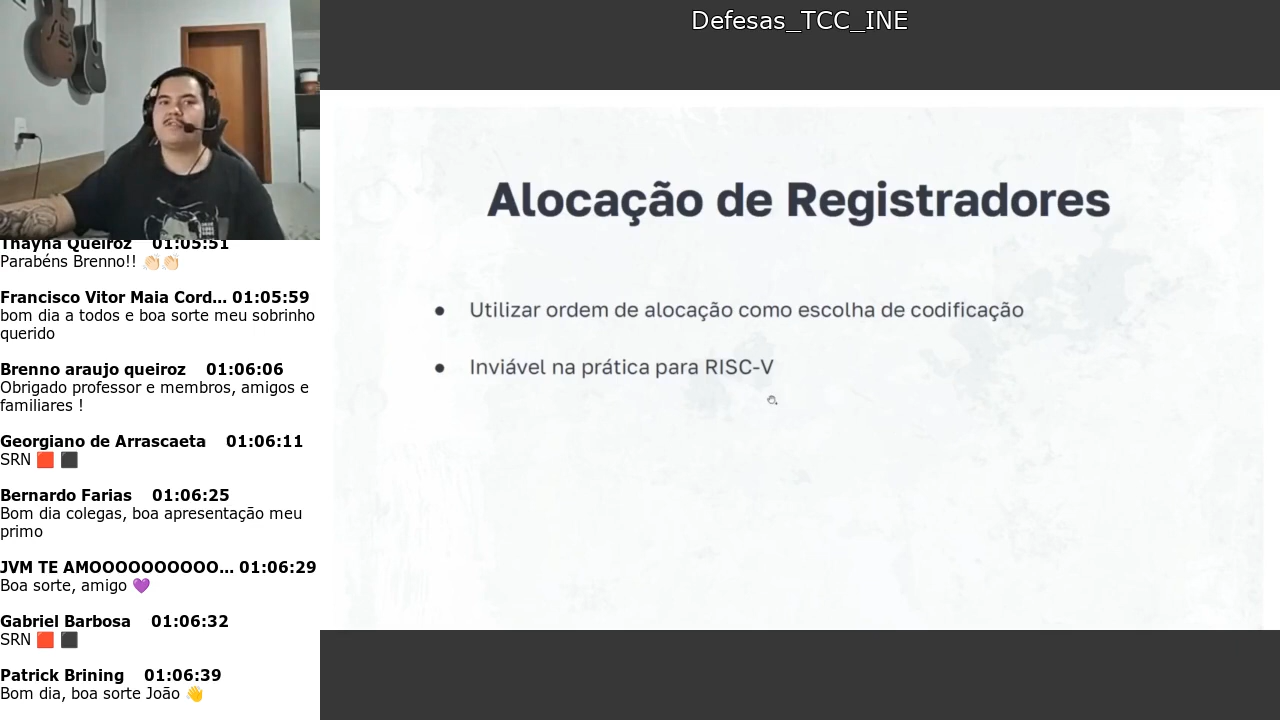 Defesas_TCC_INE
Alocação de Registradores
● Utilizar ordem de alocação como escolha de codificação
● Inviável na prática para RISC-V
Thayná Queiroz 01:05:51
Parabéns Brenno!! 👏🏻👏🏻
Francisco Vitor Maia Cord... 01:05:59
bom dia a todos e boa sorte meu sobrinho
querido
Brenno araujo queiroz 01:06:06
Obrigado professor e membros, amigos e
familiares !
Georgiano de Arrascaeta 01:06:11
SRN 🟥 ⬛
Bernardo Farias 01:06:25
Bom dia colegas, boa apresentação meu
primo
JVM TE AMOOOOOOOOOO... 01:06:29
Boa sorte, amigo 💜
Gabriel Barbosa 01:06:32
SRN 🟥 ⬛
Patrick Brining 01:06:39
Bom dia, boa sorte João 👋